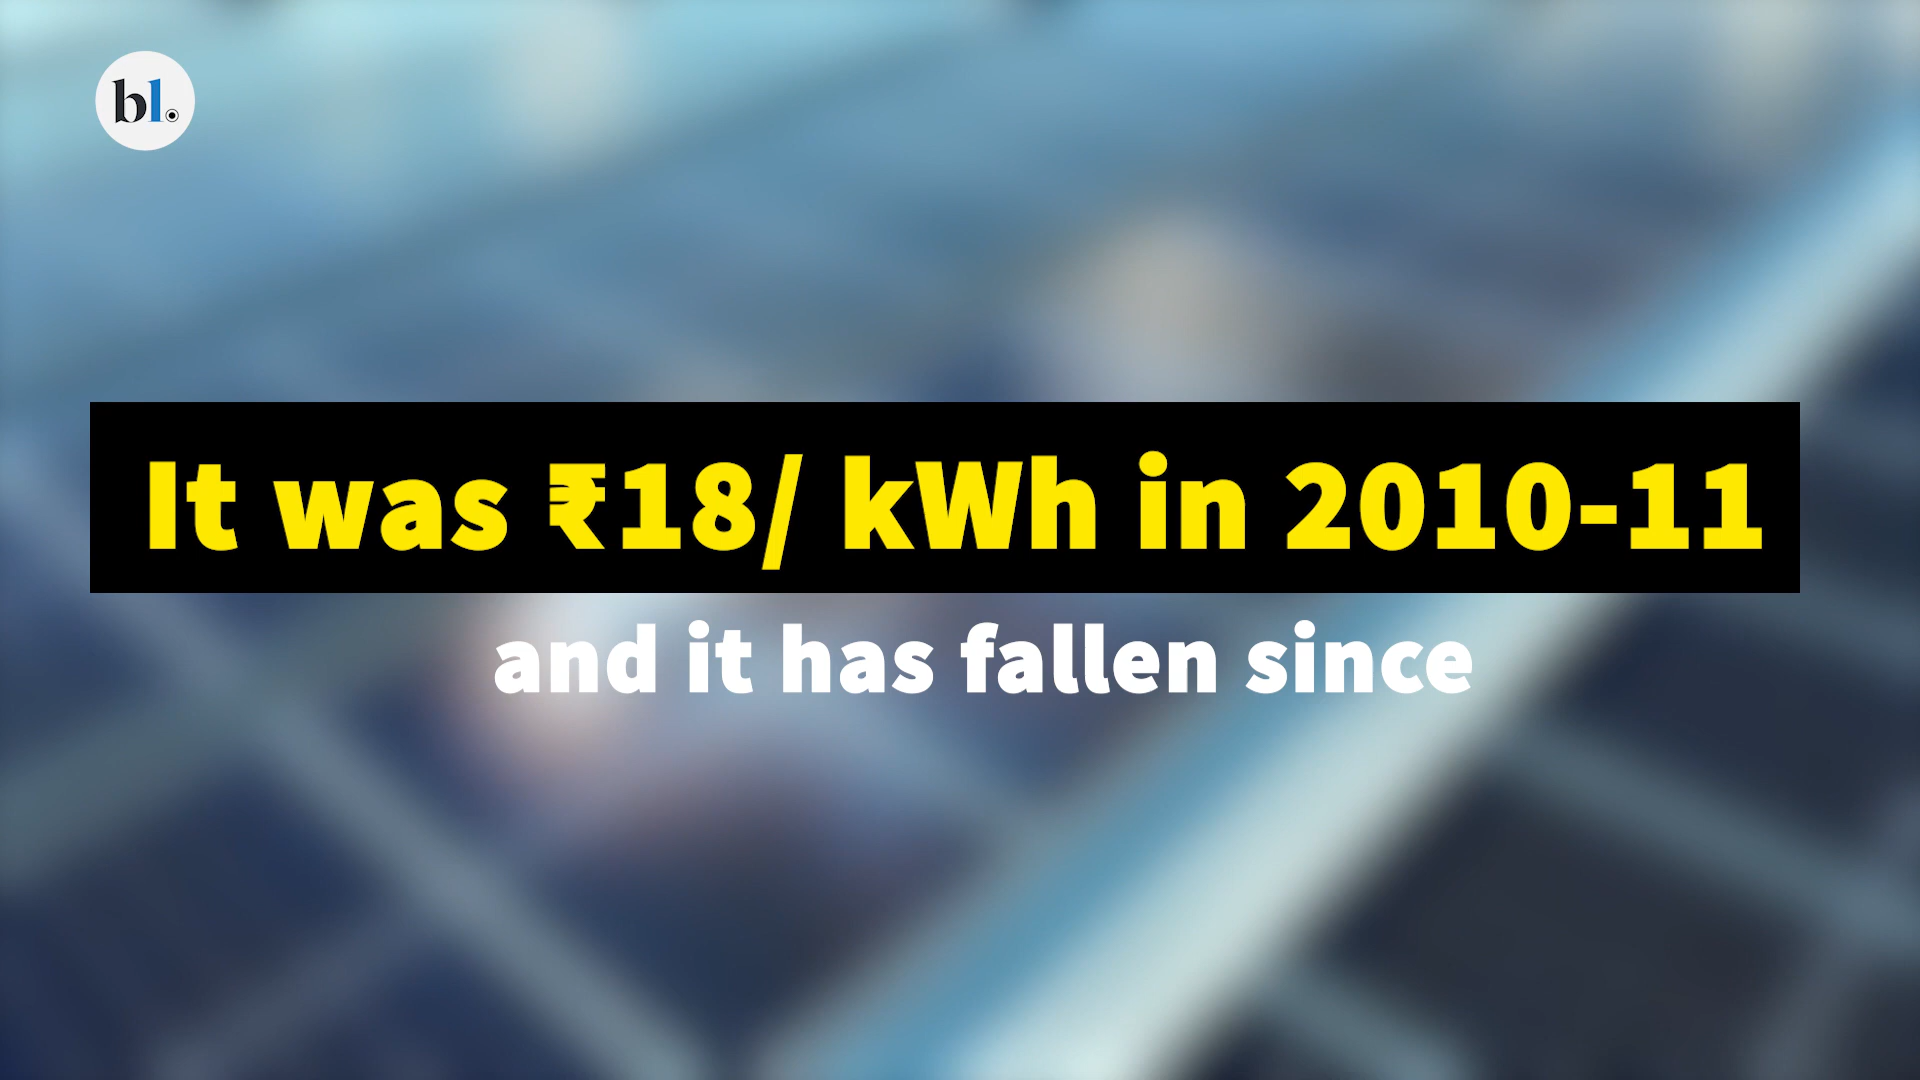 bl.
It was ₹18/ kWh in 2010-11
and it has fallen since